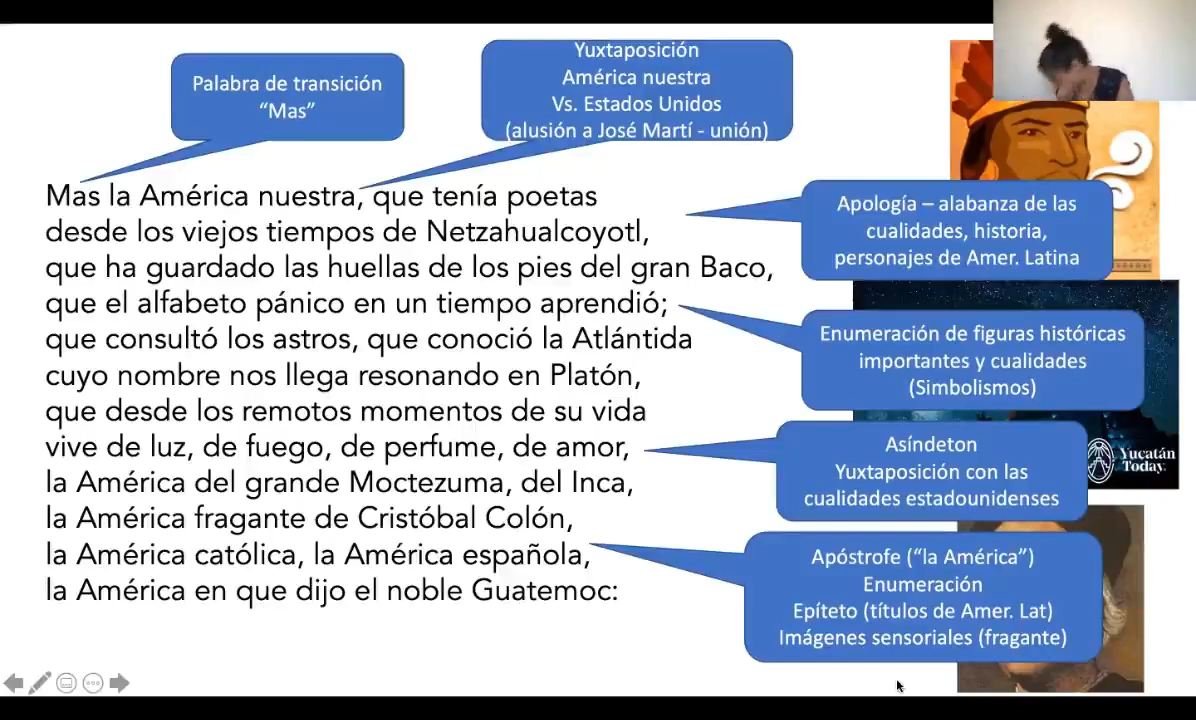 Palabra de transición
“Mas”
Yuxtaposición
América nuestra
Vs. Estados Unidos
(alusión a José Martí - unión)
Mas la América nuestra, que tenía poetas
desde los viejos tiempos de Netzahualcoyotl,
que ha guardado las huellas de los pies del gran Baco,
que el alfabeto pánico en un tiempo aprendió;
que consultó los astros, que conoció la Atlántida
cuyo nombre nos llega resonando en Platón,
que desde los remotos momentos de su vida
vive de luz, de fuego, de perfume, de amor,
la América del grande Moctezuma, del Inca,
la América fragante de Cristóbal Colón,
la América católica, la América española,
la América en que dijo el noble Guatemoc:
Apología – alabanza de las
cualidades, historia,
personajes de Amer. Latina
Enumeración de figuras históricas
importantes y cualidades
(Simbolismos)
Asíndeton
Yuxtaposición con las
cualidades estadounidenses
Yucatán
Today.
Apóstrofe (“la América”)
Enumeración
Epíteto (títulos de Amer. Lat)
Imágenes sensoriales (fragante)